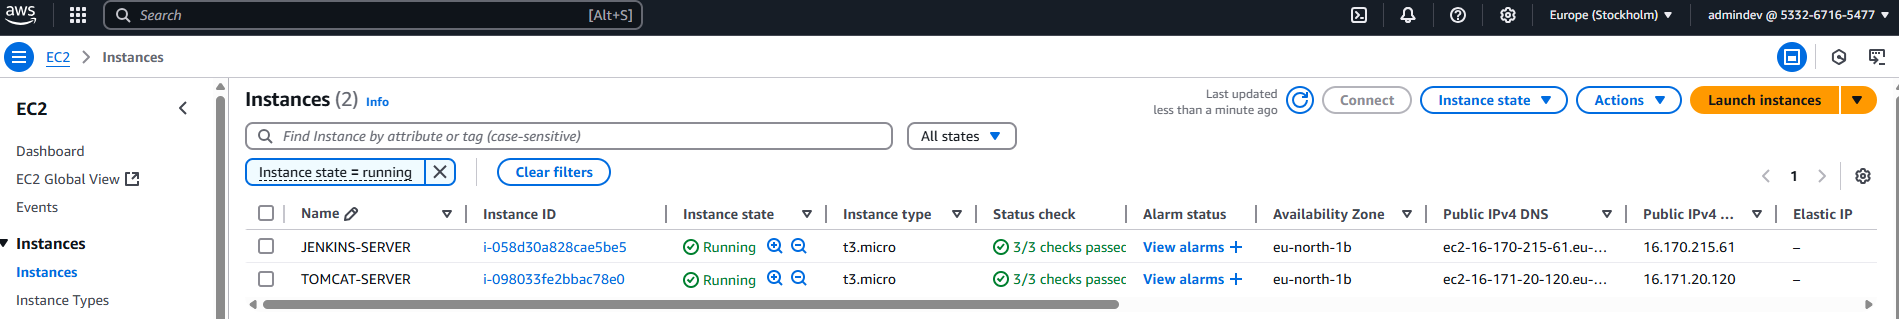 aws
Search [Alt+S] Europe (Stockholm) admindev @ 5332-6716-5477
EC2 > Instances
EC2
Dashboard
EC2 Global View
Events
Instances
Instances
Instance Types
Instances (2) Info
Last updated
less than a minute ago
Connect Instance state Actions Launch instances
Find Instance by attribute or tag (case-sensitive) All states
Instance state = running Clear filters 1
Name Instance ID Instance state Instance type Status check Alarm status Availability Zone Public IPv4 DNS Public IPv4 ... Elastic IP
JENKINS-SERVER i-058d30a828cae5be5 Running t3.micro 3/3 checks passed View alarms + eu-north-1b ec2-16-170-215-61.eu-... 16.170.215.61 –
TOMCAT-SERVER i-098033fe2bbac78e0 Running t3.micro 3/3 checks passed View alarms + eu-north-1b ec2-16-171-20-120.eu-... 16.171.20.120 –